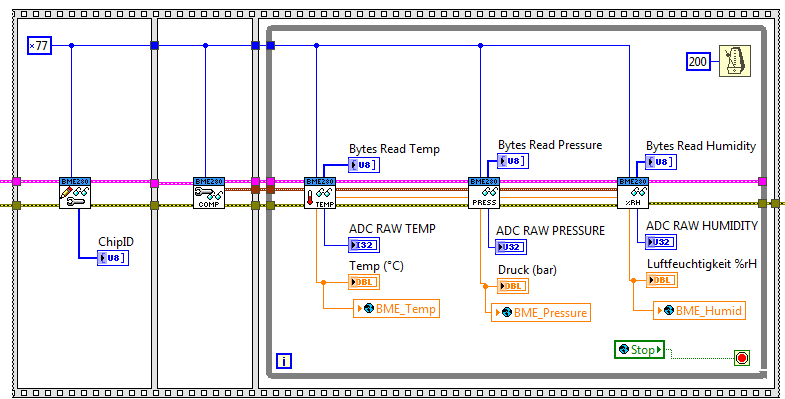 ×77
200
Bytes Read Temp
U8]
Bytes Read Pressure
U8]
Bytes Read Humidity
U8]
BME280
BME280
COMP
BME280
TEMP
BME280
PRESS
BME280
%RH
ChipID
U8]
ADC RAW TEMP
I32
ADC RAW PRESSURE
U32
ADC RAW HUMIDITY
U32
Temp (°C)
DBL
Druck (bar)
DBL
Luftfeuchtigkeit %rH
DBL
BME_Temp
BME_Pressure
BME_Humid
Stop
i